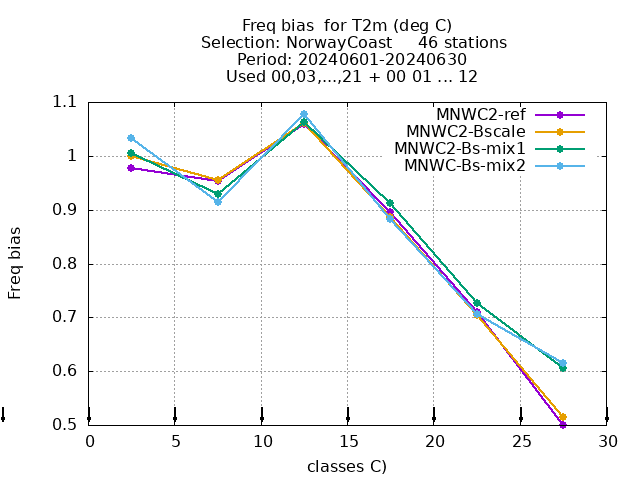 Freq bias  for T2m (deg C)
Selection: NorwayCoast     46 stations
Period: 20240601-20240630
Used 00,03,...,21 + 00 01 ... 12
MNWC2-ref
MNWC2-Bscale
MNWC2-Bs-mix1
MNWC-Bs-mix2
1.1
1
0.9
0.8
0.7
0.6
0.5
Freq bias
0 5 10 15 20 25 30
classes C)